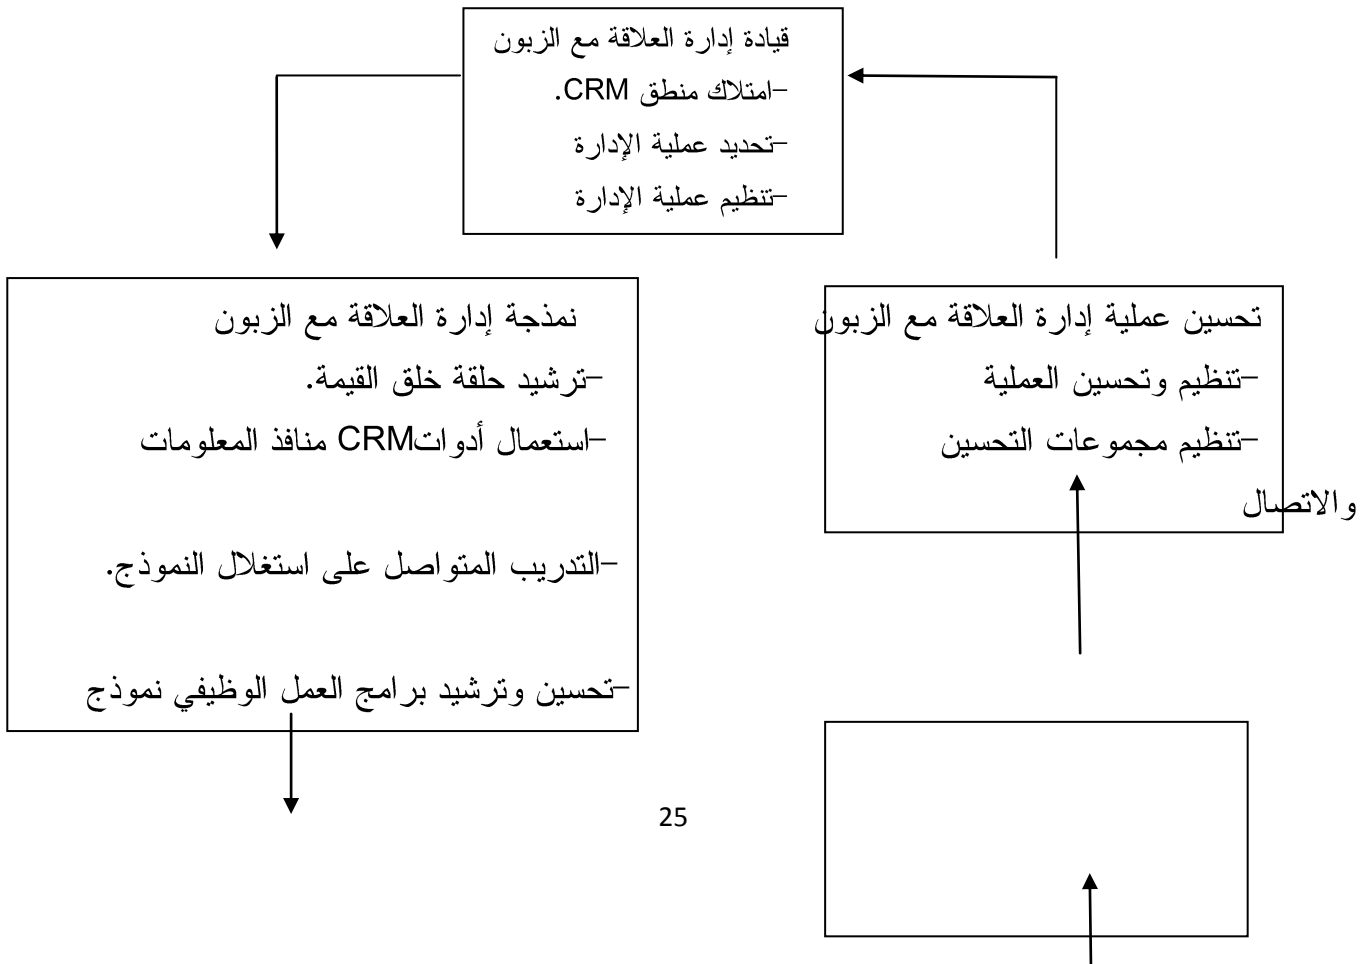 قيادة إدارة العلاقة مع الزبون
-امتلاك منطق CRM.
-تحديد عملية الإدارة
-تنظيم عملية الإدارة
تحسين عملية إدارة العلاقة مع الزبون
-تنظيم وتحسين العملية
-تنظيم مجموعات التحسين
والاتصال
نمذجة إدارة العلاقة مع الزبون
-ترشيد حلقة خلق القيمة.
-استعمال أدواتCRM منافذ المعلومات
-التدريب المتواصل على استغلال النموذج.
-تحسين وترشيد برامج العمل الوظيفي نموذج
25